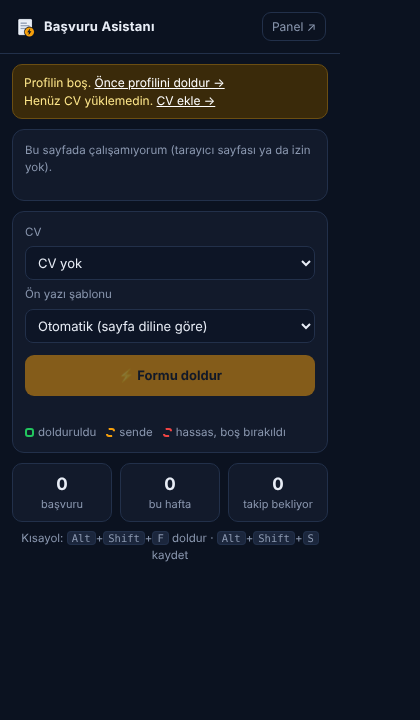 Başvuru Asistanı
Panel ↗
Profilin boş. Önce profilini doldur →
Henüz CV yüklemedin. CV ekle →
Bu sayfada çalışamıyorum (tarayıcı sayfası ya da izin
yok).
CV
CV yok
Ön yazı şablonu
Otomatik (sayfa diline göre)
⚡ Formu doldur
dolduruldu sende hassas, boş bırakıldı
0 0 0
başvuru bu hafta takip bekliyor
Kısayol: Alt+Shift+F doldur · Alt+Shift+S
kaydet